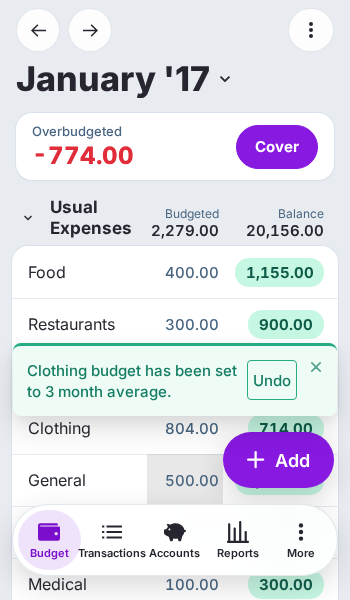 January '17
Overbudgeted
-774.00
Cover
Usual
Expenses
Budgeted
2,279.00
Balance
20,156.00
Food 400.00 1,155.00
Restaurants 300.00 900.00
Clothing budget has been set
to 3 month average.
Undo
Clothing 804.00 714.00
Add
General 500.00
Budget Transactions Accounts Reports More
Medical 100.00 300.00